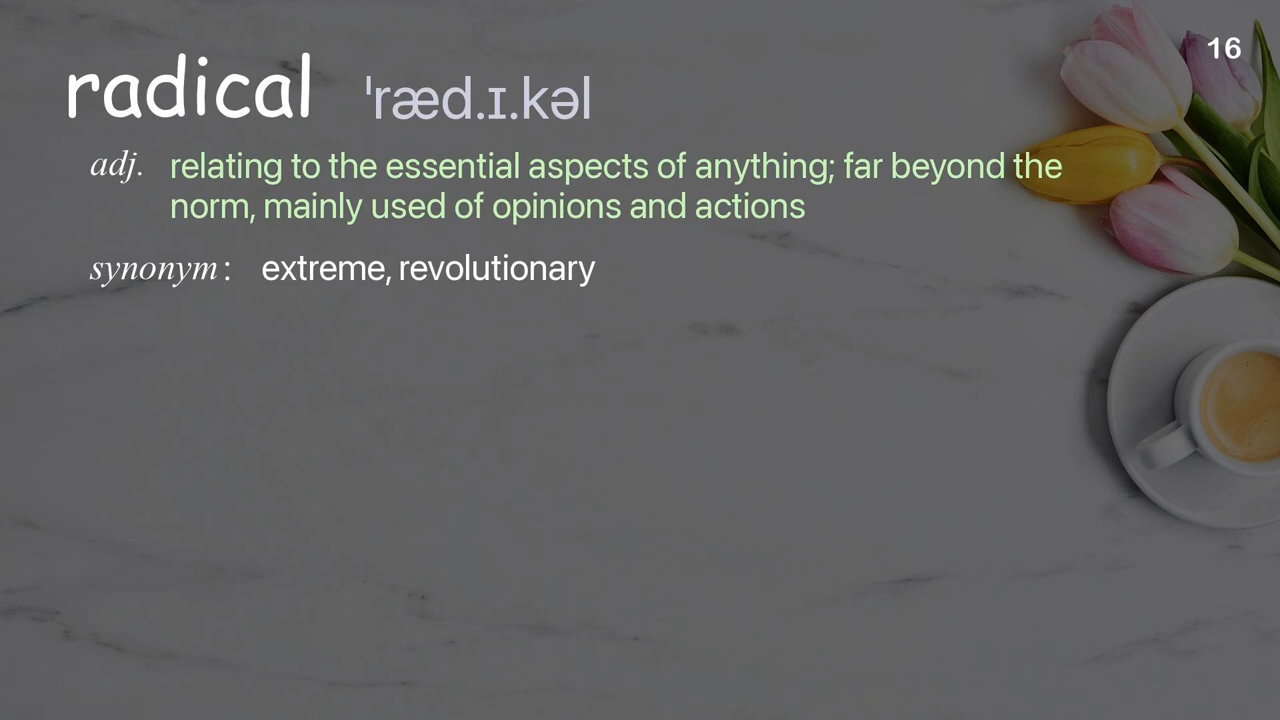 16
radical ˈræd.ɪ.kəl
adj. relating to the essential aspects of anything; far beyond the
norm, mainly used of opinions and actions
synonym : extreme, revolutionary